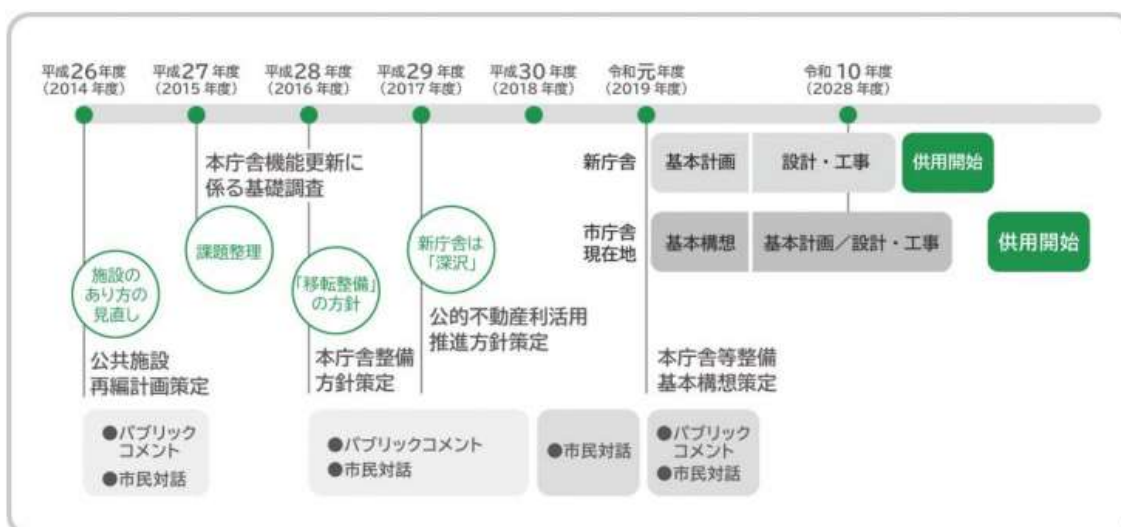 平成26年度
(2014年度)
平成27年度
(2015年度)
平成28年度
(2016年度)
平成29年度
(2017年度)
平成30年度
(2018年度)
令和元年度
(2019年度)
令和10年度
(2028年度)
本庁舎機能更新に
係る基礎調査
新庁舎
基本計画
設計・工事
供用開始
市庁舎
現在地
基本構想
基本計画／設計・工事
供用開始
課題整理
新庁舎は
「深沢」
施設の
あり方の
見直し
「移転整備」
の方針
公的不動産利活用
推進方針策定
公共施設
再編計画策定
本庁舎整備
方針策定
本庁舎等整備
基本構想策定
●パブリック
コメント
●市民対話
●パブリックコメント
●市民対話
●市民対話
●パブリック
コメント
●市民対話